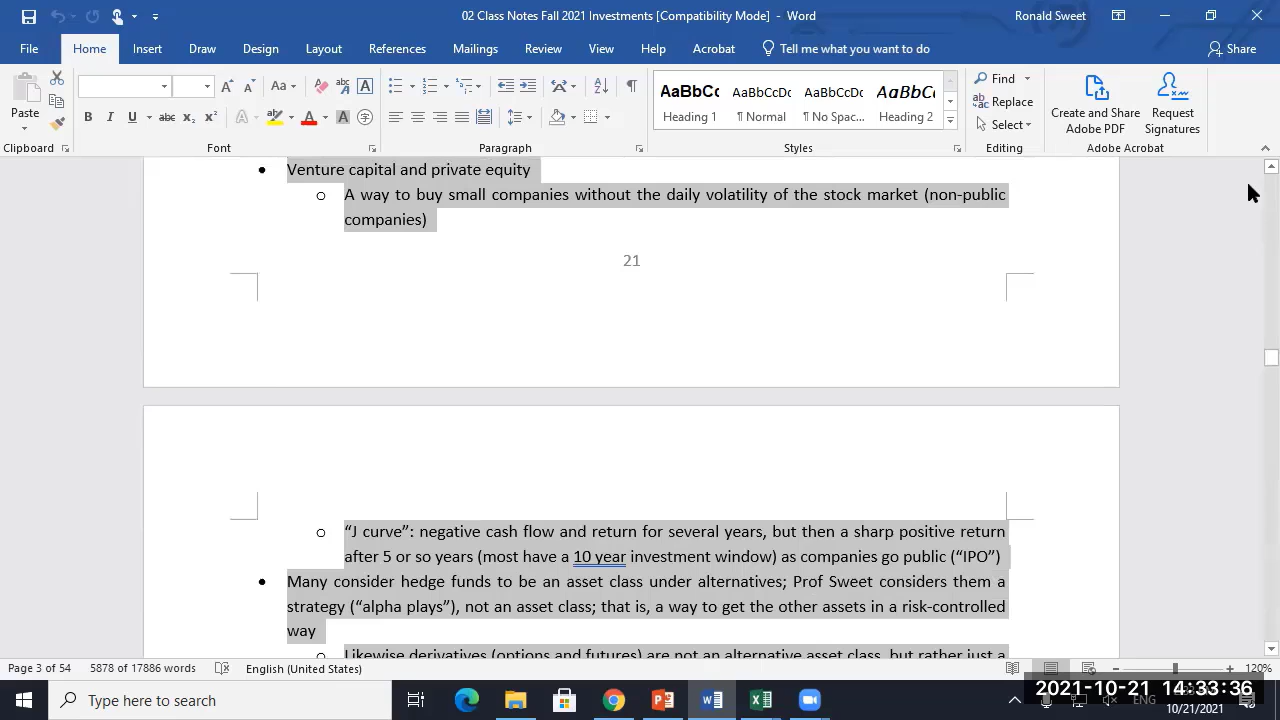 02 Class Notes Fall 2021 Investments [Compatibility Mode] - Word
Ronald Sweet
File Home Insert Draw Design Layout References Mailings Review View Help Acrobat Tell me what you want to do Share
Paste
Clipboard
Font
Paragraph
AaBbCc AaBbCcDc AaBbCcDc AaBbC
Heading 1 ¶ Normal ¶ No Spac... Heading 2
Styles
Find
Replace
Select
Editing
Create and Share Adobe PDF
Request Signatures
Adobe Acrobat
• Venture capital and private equity
o A way to buy small companies without the daily volatility of the stock market (non-public
companies)
21
o “J curve”: negative cash flow and return for several years, but then a sharp positive return
after 5 or so years (most have a 10 year investment window) as companies go public (“IPO”)
• Many consider hedge funds to be an asset class under alternatives; Prof Sweet considers them a
strategy (“alpha plays”), not an asset class; that is, a way to get the other assets in a risk-controlled
way
o Likewise derivatives (options and futures) are not an alternative asset class, but rather just a
Page 3 of 54 5878 of 17886 words English (United States) 120%
Type here to search
2021-10-21 14:33:36
ENG
10/21/2021